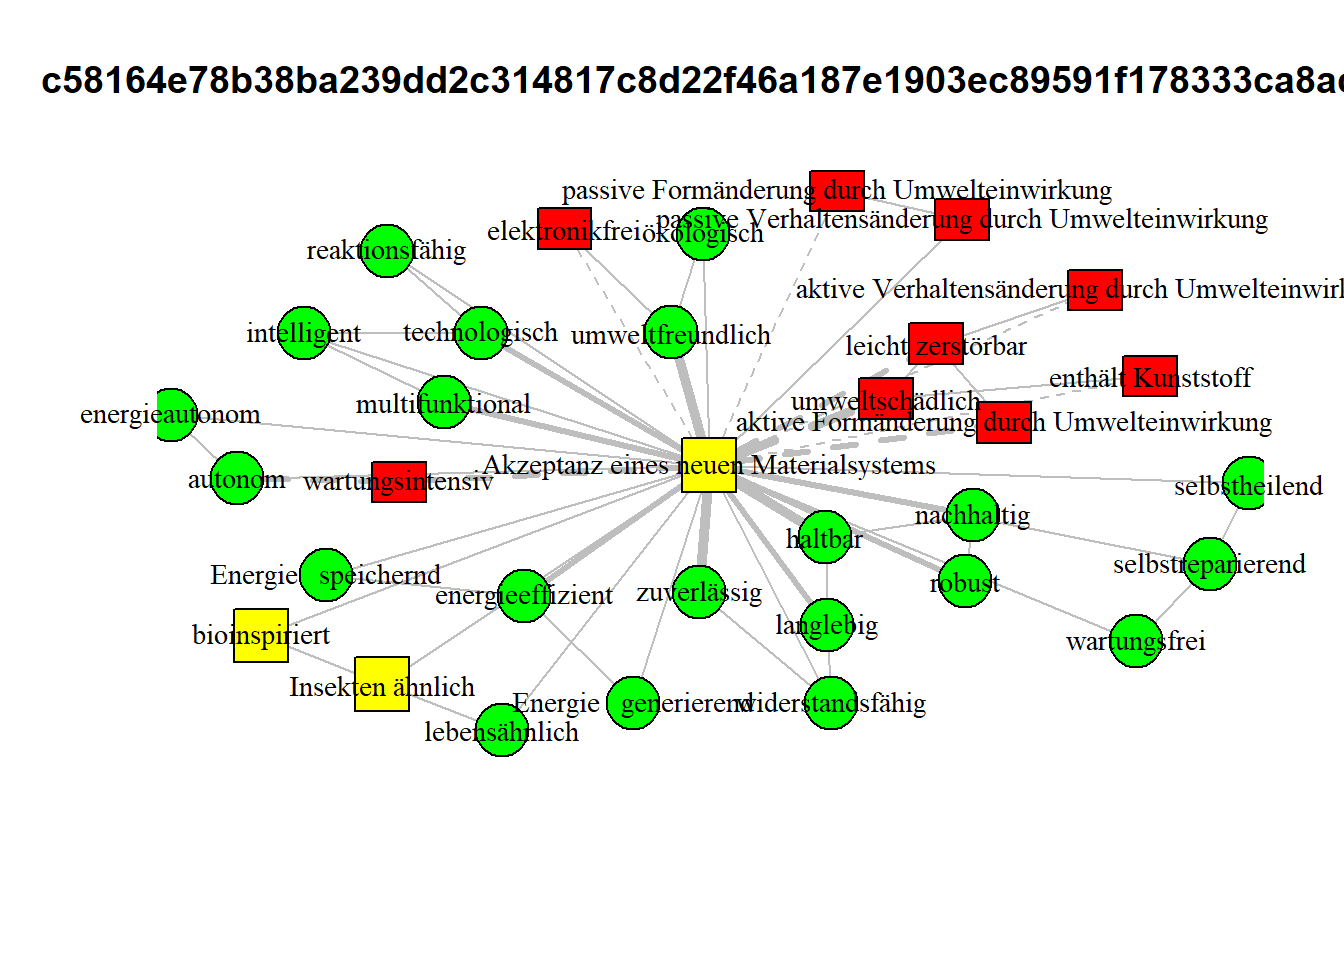 c58164e78b38ba239dd2c314817c8d22f46a187e1903ec89591f178333ca8a
passive Formänderung durch Umwelteinwirkung
passive Verhaltensänderung durch Umwelteinwirkung
elektronikfrei
ökologisch
reaktionsfähig
aktive Verhaltensänderung durch Umwelteinwirk
intelligent
technologisch
umweltfreundlich
leicht zerstörbar
enthält Kunststoff
multifunktional
umweltschädlich
energieautonom
aktive Formänderung durch Umwelteinwirkung
Akzeptanz eines neuen Materialsystems
autonom
wartungsintensiv
selbstheilend
nachhaltig
haltbar
selbstreparierend
Energie speichernd
energieeffizient
zuverlässig
robust
bioinspiriert
langlebig
wartungsfrei
Insekten ähnlich
Energie generierend
widerstandsfähig
lebensähnlich